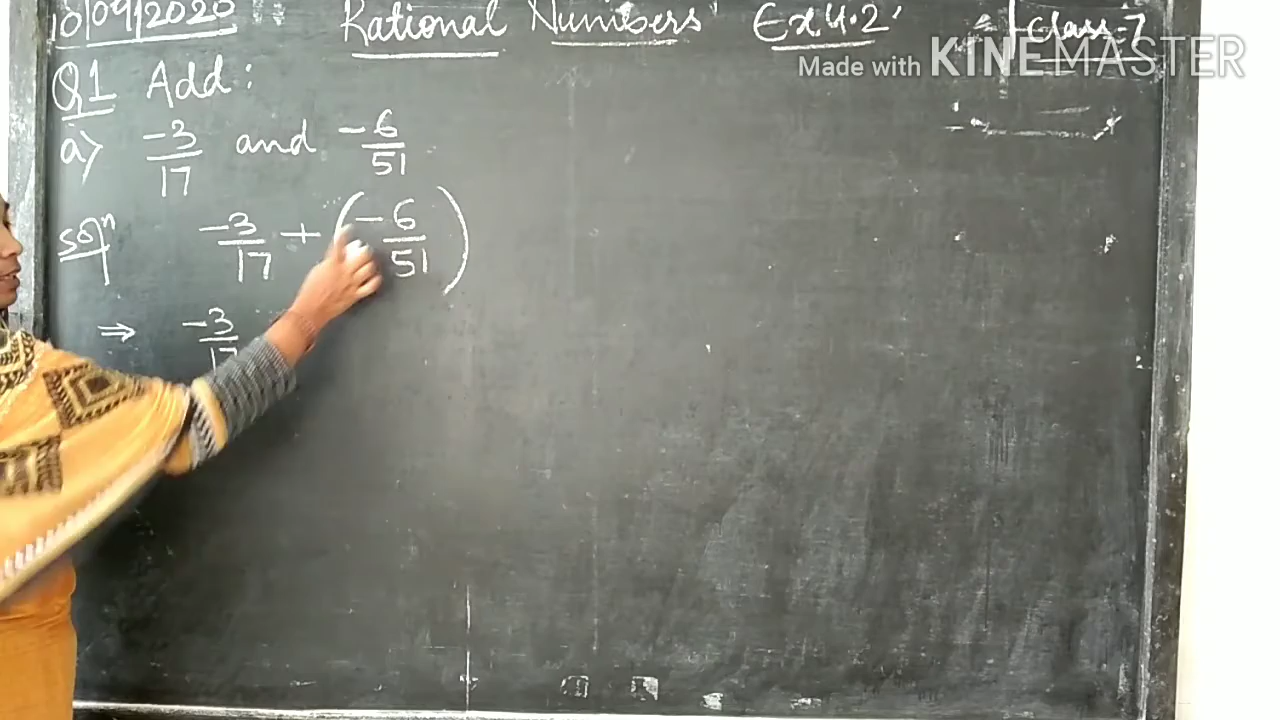 10/09/2020 Rational Numbers Ex 4.2 Class-7
Made with KINEMASTER
Q1 Add:
a) -3/17 and -6/51
Solⁿ -3/17 + (-6/51)
⇒ -3/17